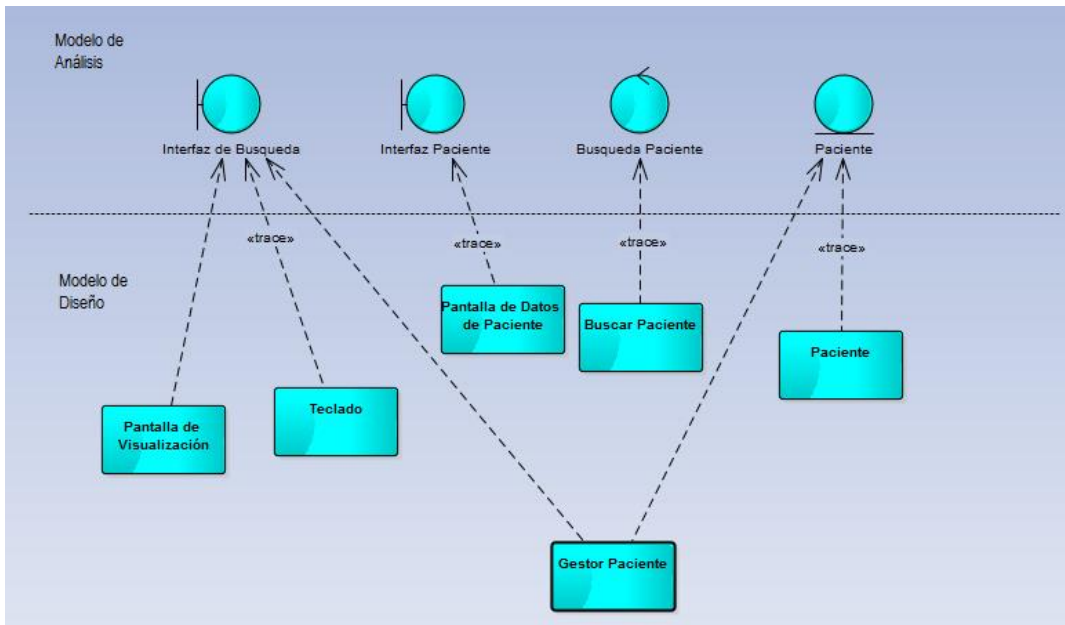 Modelo de
Análisis
Interfaz de Busqueda
Interfaz Paciente
Busqueda Paciente
Paciente
«trace»
«trace»
«trace»
«trace»
Modelo de
Diseño
Pantalla de Datos
de Paciente
Buscar Paciente
Paciente
Pantalla de
Visualización
Teclado
Gestor Paciente